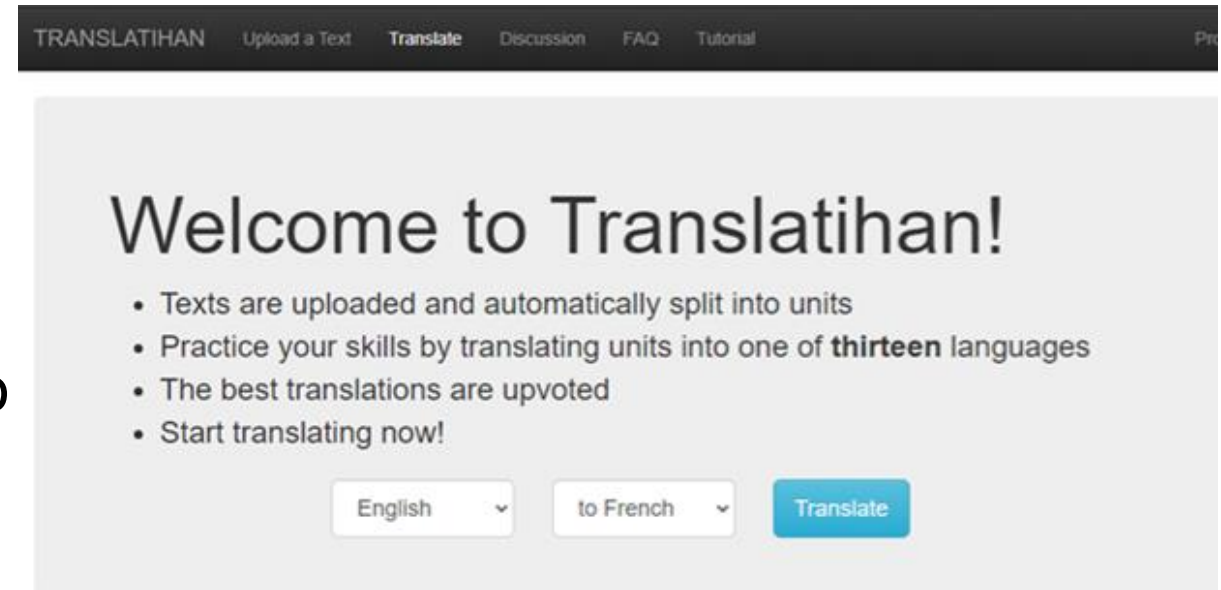 TRANSLATIHAN Upload a Text Translate Discussion FAQ Tutorial
Welcome to Translatihan!
• Texts are uploaded and automatically split into units
• Practice your skills by translating units into one of thirteen languages
• The best translations are upvoted
• Start translating now!
English to French Translate